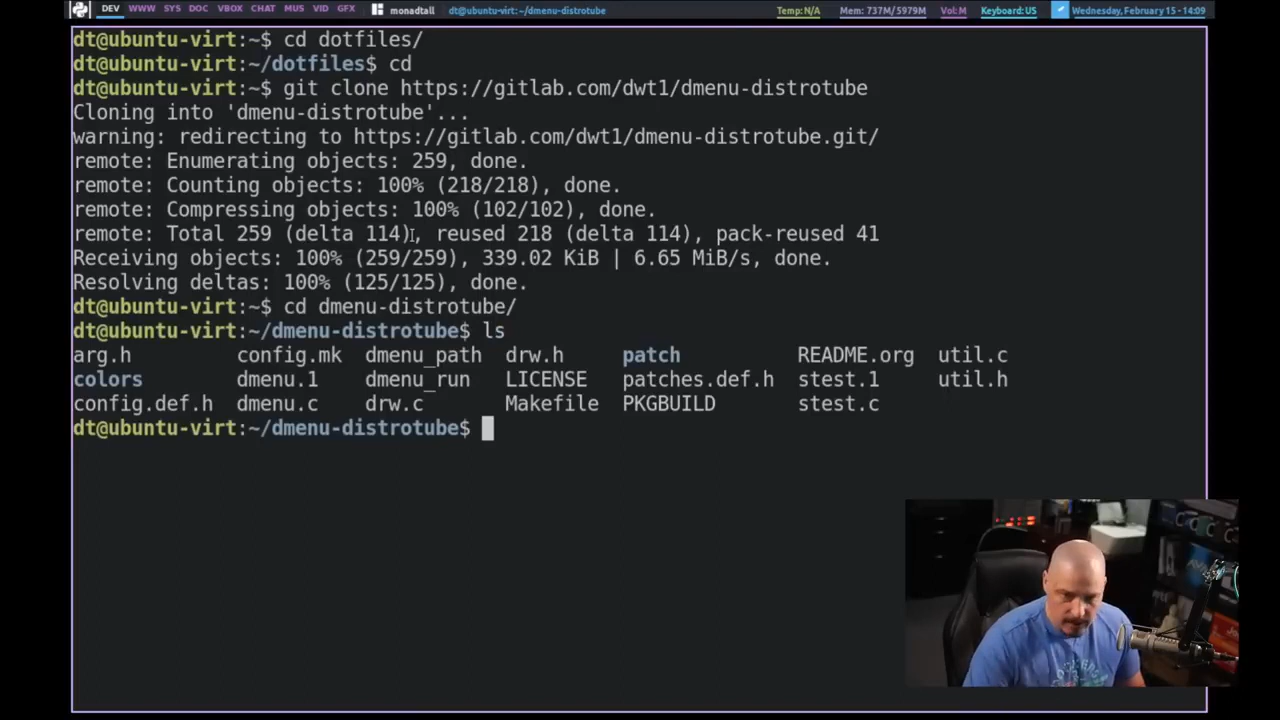 DEV WWW SYS DOC VBOX CHAT MUS VID GFX monadtall dt@ubuntu-virt: ~/dmenu-distrotube Temp: N/A Mem: 737M/5979M Vol: M Keyboard: US Wednesday, February 15 - 14:09
dt@ubuntu-virt:~$ cd dotfiles/
dt@ubuntu-virt:~/dotfiles$ cd
dt@ubuntu-virt:~$ git clone https://gitlab.com/dwt1/dmenu-distrotube
Cloning into 'dmenu-distrotube'...
warning: redirecting to https://gitlab.com/dwt1/dmenu-distrotube.git/
remote: Enumerating objects: 259, done.
remote: Counting objects: 100% (218/218), done.
remote: Compressing objects: 100% (102/102), done.
remote: Total 259 (delta 114), reused 218 (delta 114), pack-reused 41
Receiving objects: 100% (259/259), 339.02 KiB | 6.65 MiB/s, done.
Resolving deltas: 100% (125/125), done.
dt@ubuntu-virt:~$ cd dmenu-distrotube/
dt@ubuntu-virt:~/dmenu-distrotube$ ls
arg.h config.mk dmenu_path drw.h patch README.org util.c
colors dmenu.1 dmenu_run LICENSE patches.def.h stest.1 util.h
config.def.h dmenu.c drw.c Makefile PKGBUILD stest.c
dt@ubuntu-virt:~/dmenu-distrotube$